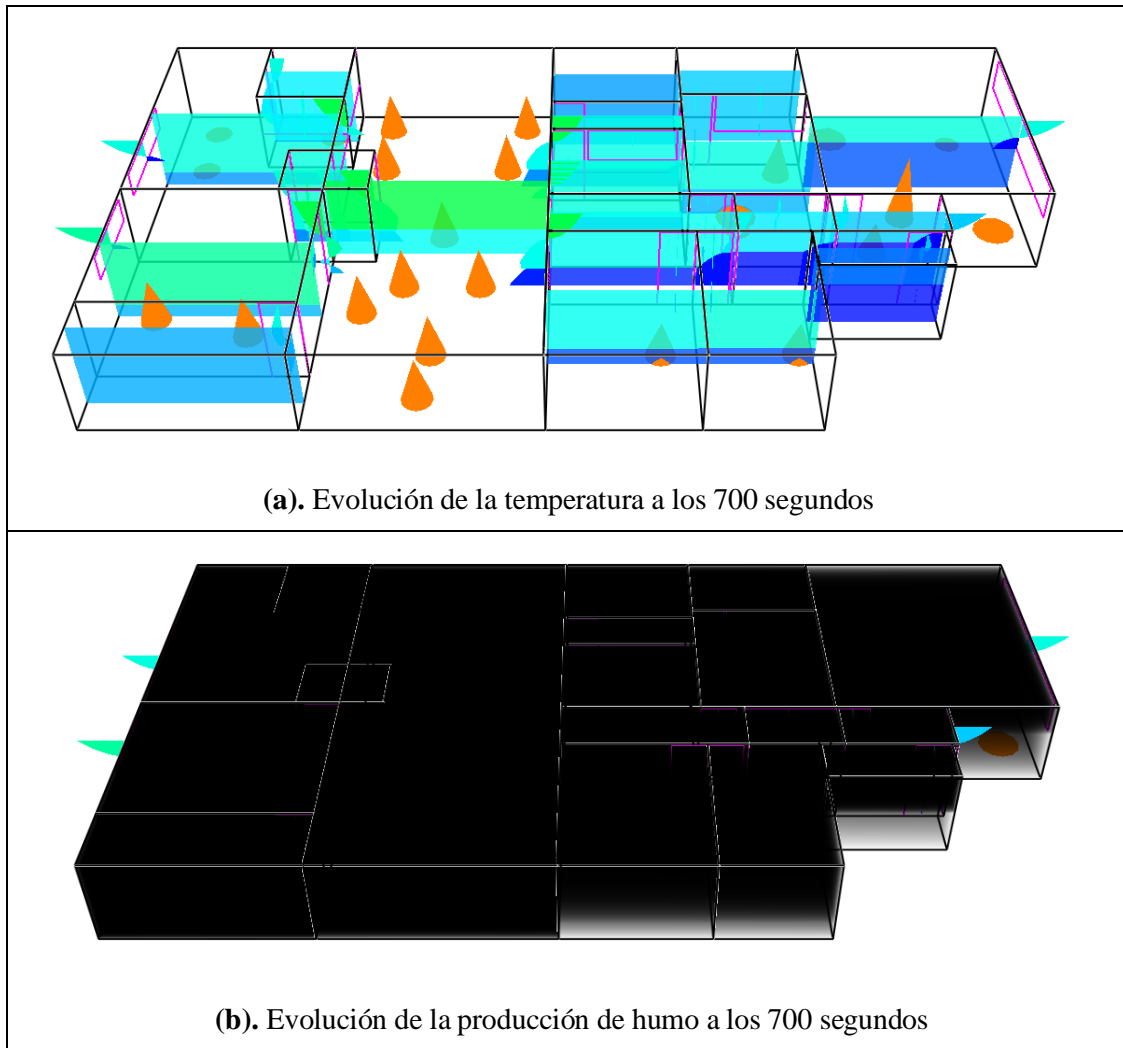 (a). Evolución de la temperatura a los 700 segundos
(b). Evolución de la producción de humo a los 700 segundos